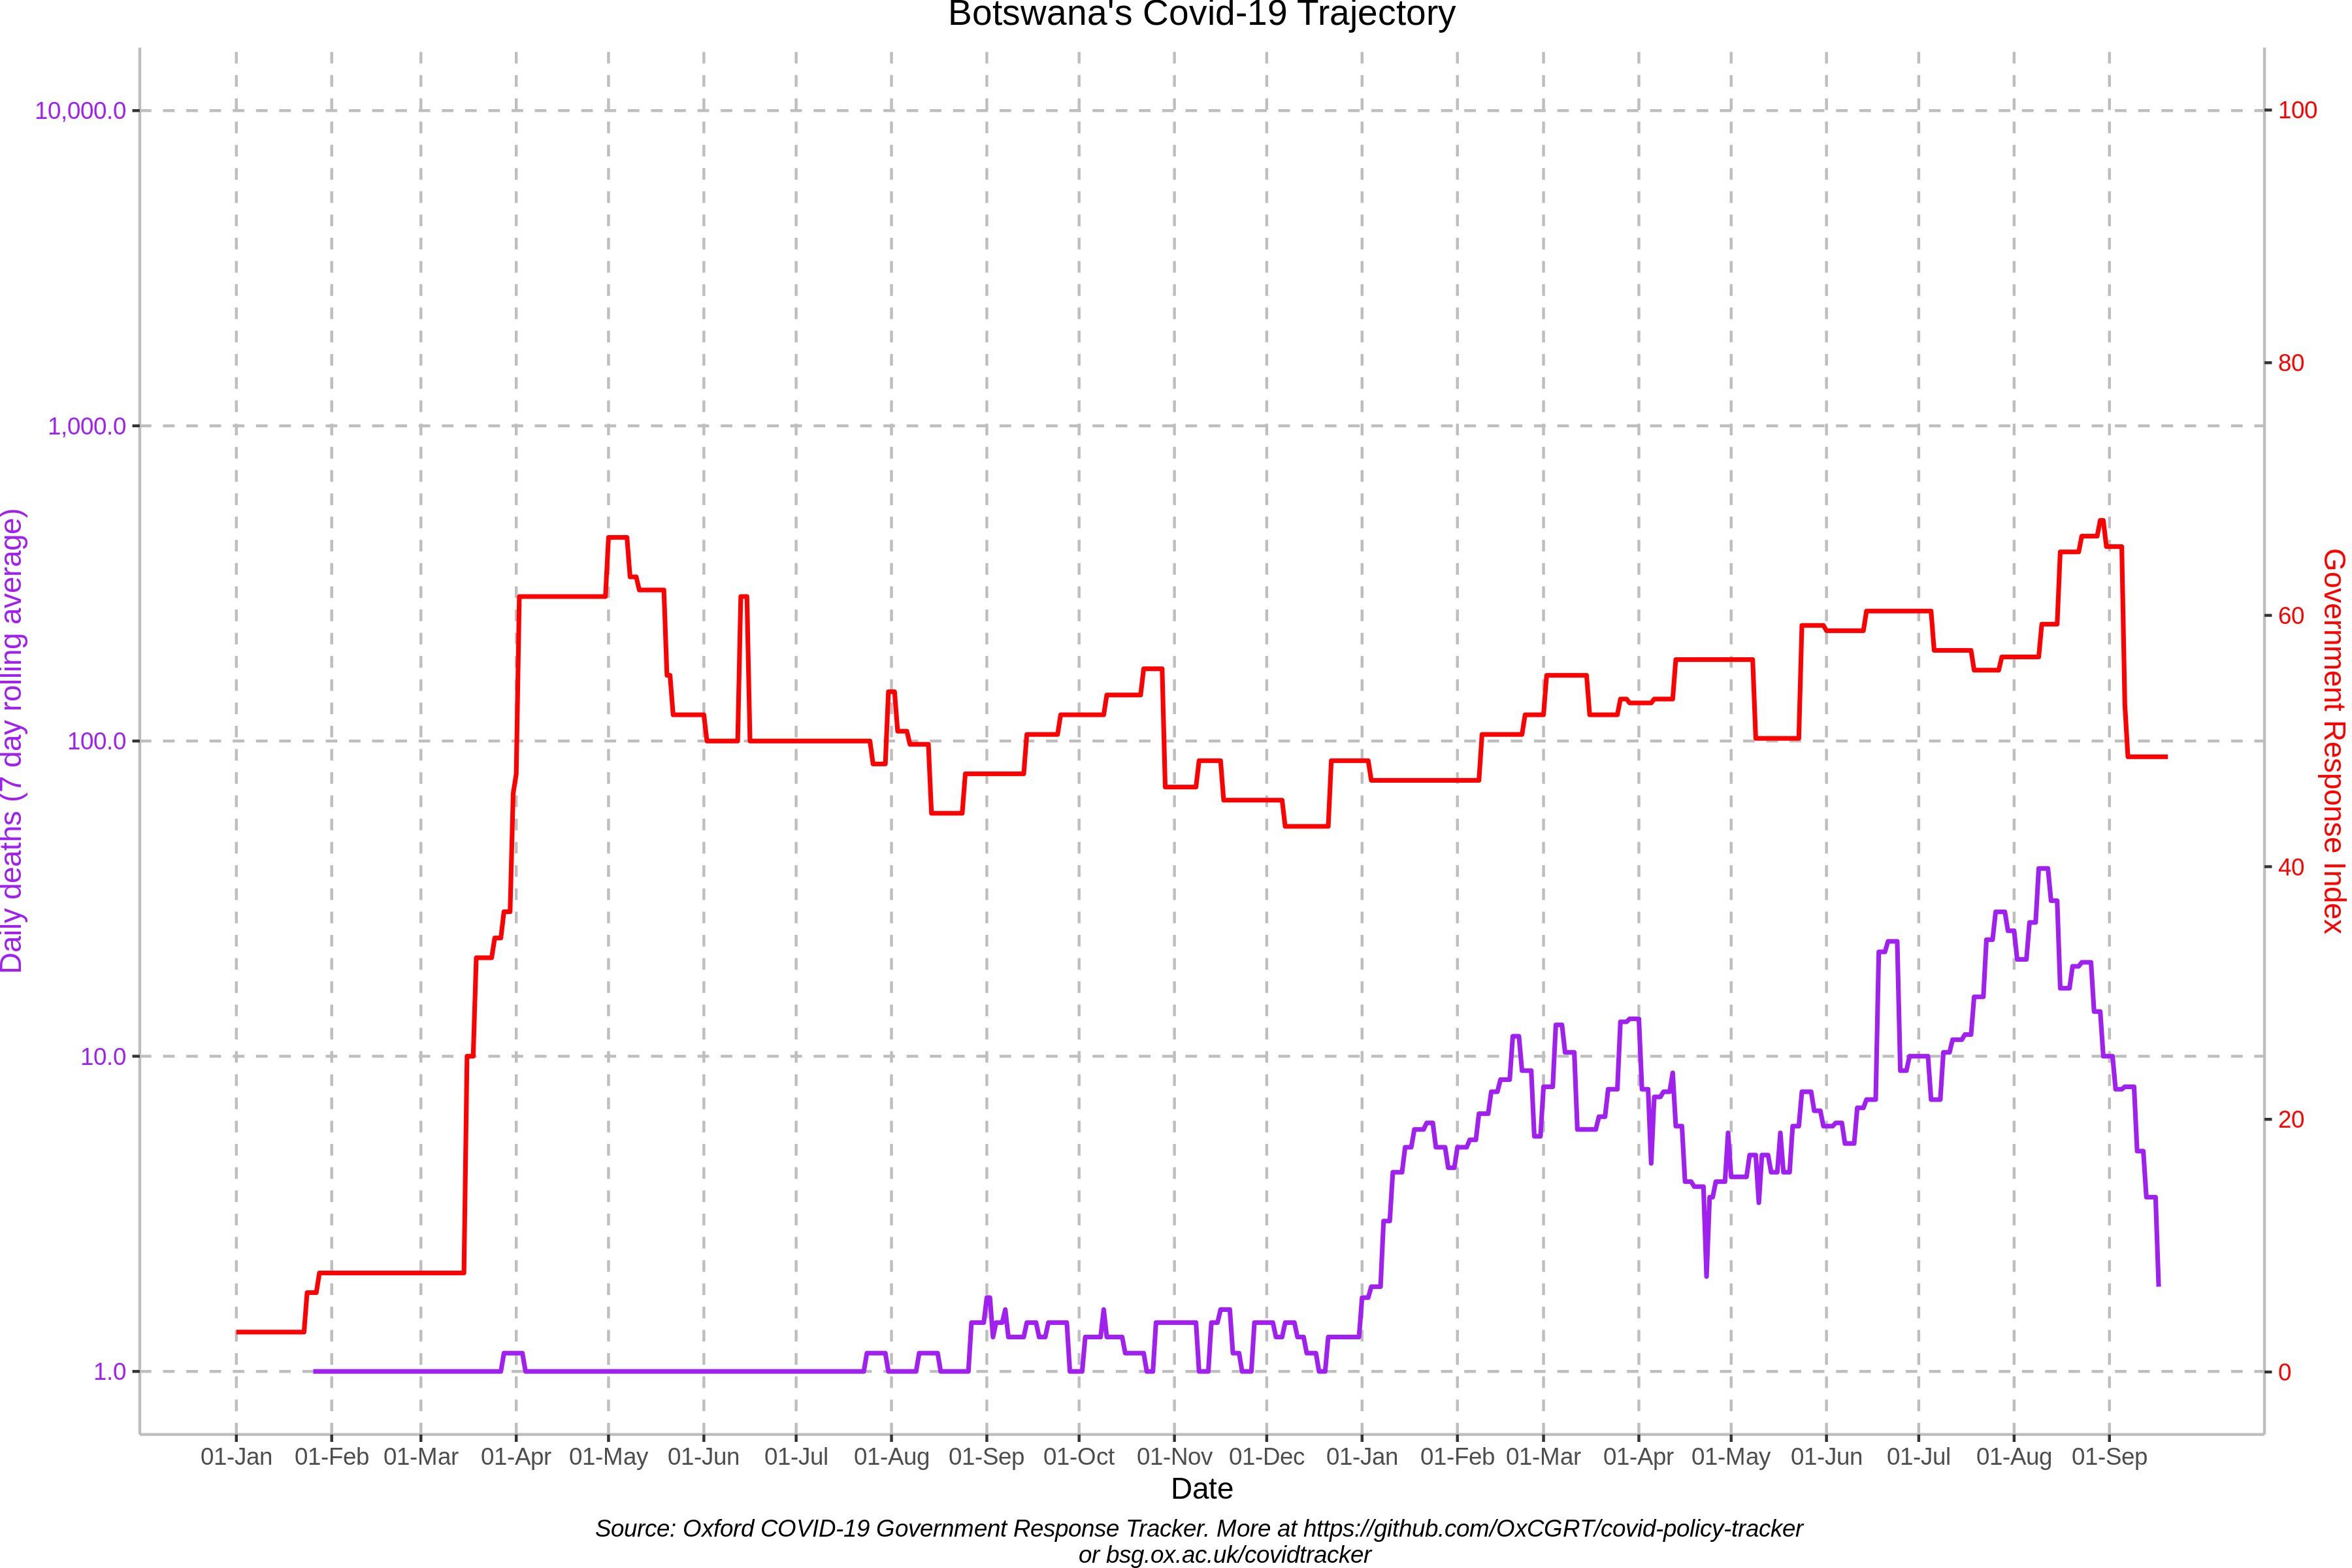 Botswana's Covid-19 Trajectory
10,000.0
1,000.0
100.0
10.0
1.0
Daily deaths (7 day rolling average)
100
80
60
40
20
0
Government Response Index
01-Jan 01-Feb 01-Mar 01-Apr 01-May 01-Jun 01-Jul 01-Aug 01-Sep 01-Oct 01-Nov 01-Dec 01-Jan 01-Feb 01-Mar 01-Apr 01-May 01-Jun 01-Jul 01-Aug 01-Sep
Date
Source: Oxford COVID-19 Government Response Tracker. More at https://github.com/OxCGRT/covid-policy-tracker
or bsg.ox.ac.uk/covidtracker